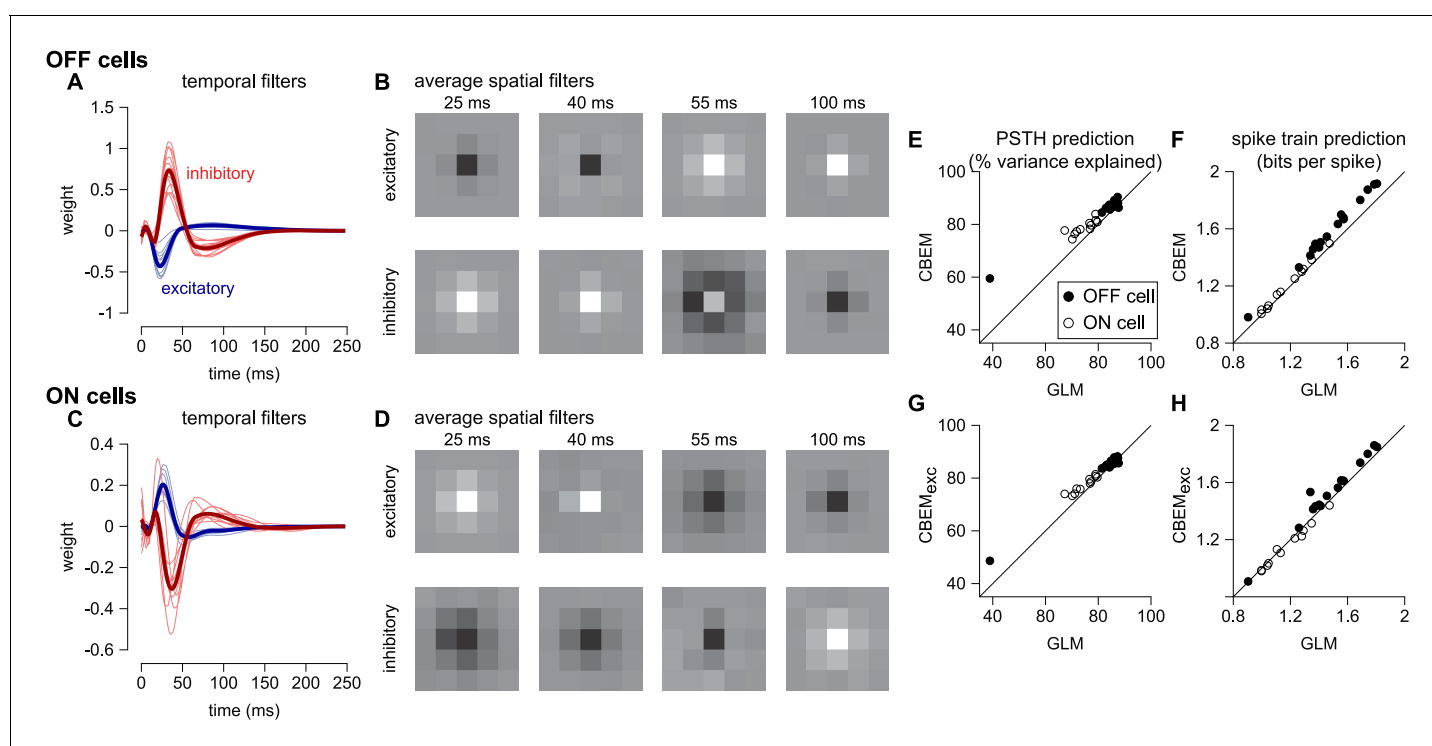 OFF cells
A
temporal filters
1.5
1
0.5
0
-0.5
-1
weight
inhibitory
excitatory
0 50 100 150 200 250
time (ms)
B
average spatial filters
25 ms 40 ms 55 ms 100 ms
excitatory
inhibitory
ON cells
C
temporal filters
0.4
0.2
0
-0.2
-0.4
-0.6
weight
0 50 100 150 200 250
time (ms)
D
average spatial filters
25 ms 40 ms 55 ms 100 ms
excitatory
inhibitory
E
PSTH prediction
(% variance explained)
100
80
60
40
CBEM
40 60 80 100
GLM
OFF cell
ON cell
F
spike train prediction
(bits per spike)
2
1.6
1.2
0.8
CBEM
0.8 1.2 1.6 2
GLM
G
100
80
60
40
CBEMexc
40 60 80 100
GLM
H
2
1.6
1.2
CBEMexc
0.8 1.2 1.6 2
GLM